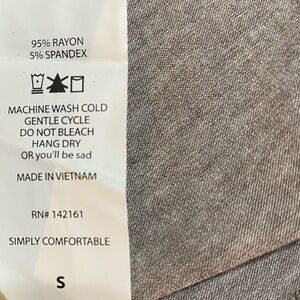 95% RAYON
5% SPANDEX
MACHINE WASH COLD
GENTLE CYCLE
DO NOT BLEACH
HANG DRY
OR you'll be sad
MADE IN VIETNAM
RN# 142161
SIMPLY COMFORTABLE
S